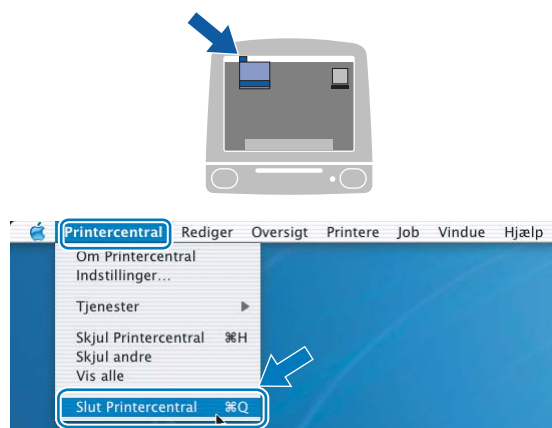 Printercentral Rediger Oversigt Printere Job Vindue Hjælp
Om Printercentral
Indstillinger...
Tjenester
Skjul Printercentral ⌘H
Skjul andre
Vis alle
Slut Printercentral ⌘Q